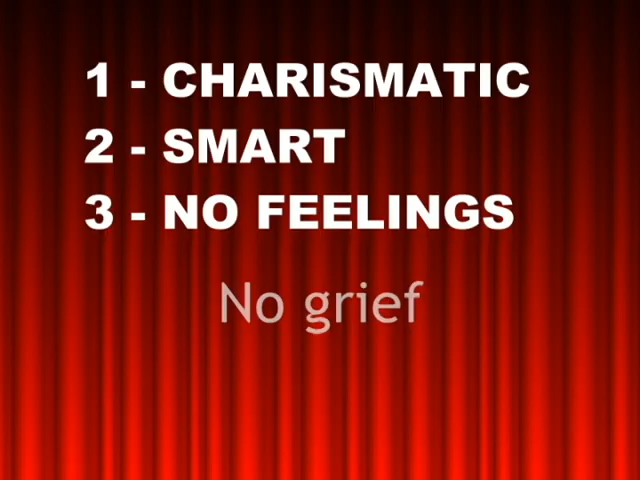 1 - CHARISMATIC
2 - SMART
3 - NO FEELINGS
No grief